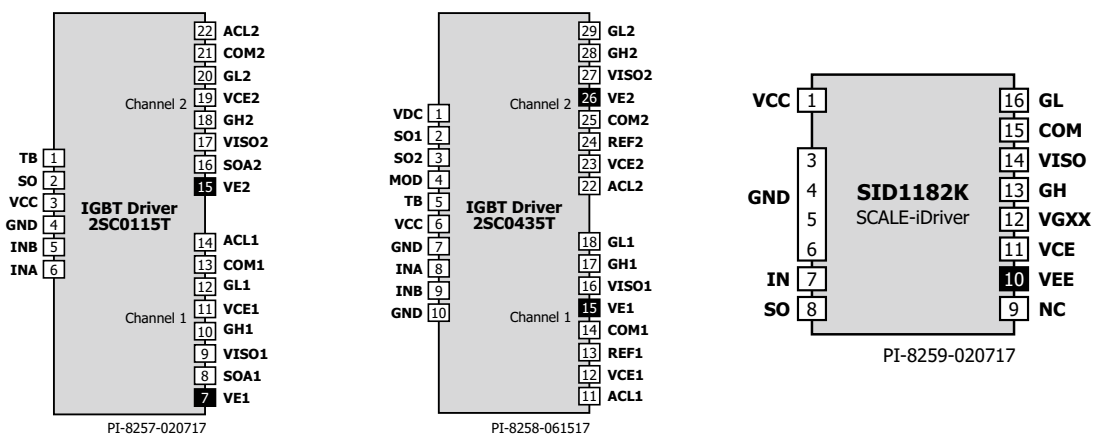 22 ACL2
21 COM2
20 GL2
Channel 2 19 VCE2
18 GH2
17 VISO2
16 SOA2
15 VE2
TB 1
SO 2
VCC 3
GND 4
INB 5
INA 6
IGBT Driver
2SC0115T
14 ACL1
13 COM1
12 GL1
11 VCE1
Channel 1 10 GH1
9 VISO1
8 SOA1
7 VE1
PI-8257-020717
29 GL2
28 GH2
27 VISO2
Channel 2 26 VE2
25 COM2
24 REF2
23 VCE2
22 ACL2
VDC 1
SO1 2
SO2 3
MOD 4
TB 5
VCC 6
GND 7
INA 8
INB 9
GND 10
IGBT Driver
2SC0435T
18 GL1
17 GH1
16 VISO1
Channel 1 15 VE1
14 COM1
13 REF1
12 VCE1
11 ACL1
PI-8258-061517
VCC 1
3
GND 4
5
6
IN 7
SO 8
SID1182K
SCALE-iDriver
16 GL
15 COM
14 VISO
13 GH
12 VGXX
11 VCE
10 VEE
9 NC
PI-8259-020717